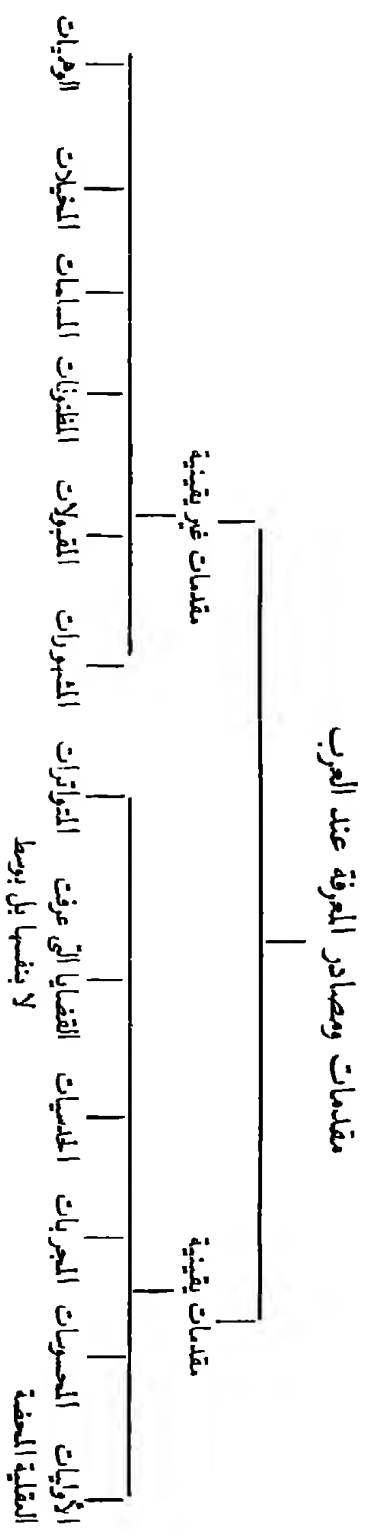 مقدمات ومصادر المعرفة عند العرب
مقدمات يقينية
مقدمات غير يقينية
الأوليات
العقلية المحضة
المحسوسات
المجربات
الحدسيات
القضايا التي عرفت
لا بنفسها بل بوسط
المتواترات
المشهورات
المقبولات
المظنونات
المسلمات
المخيلات
الوهميات